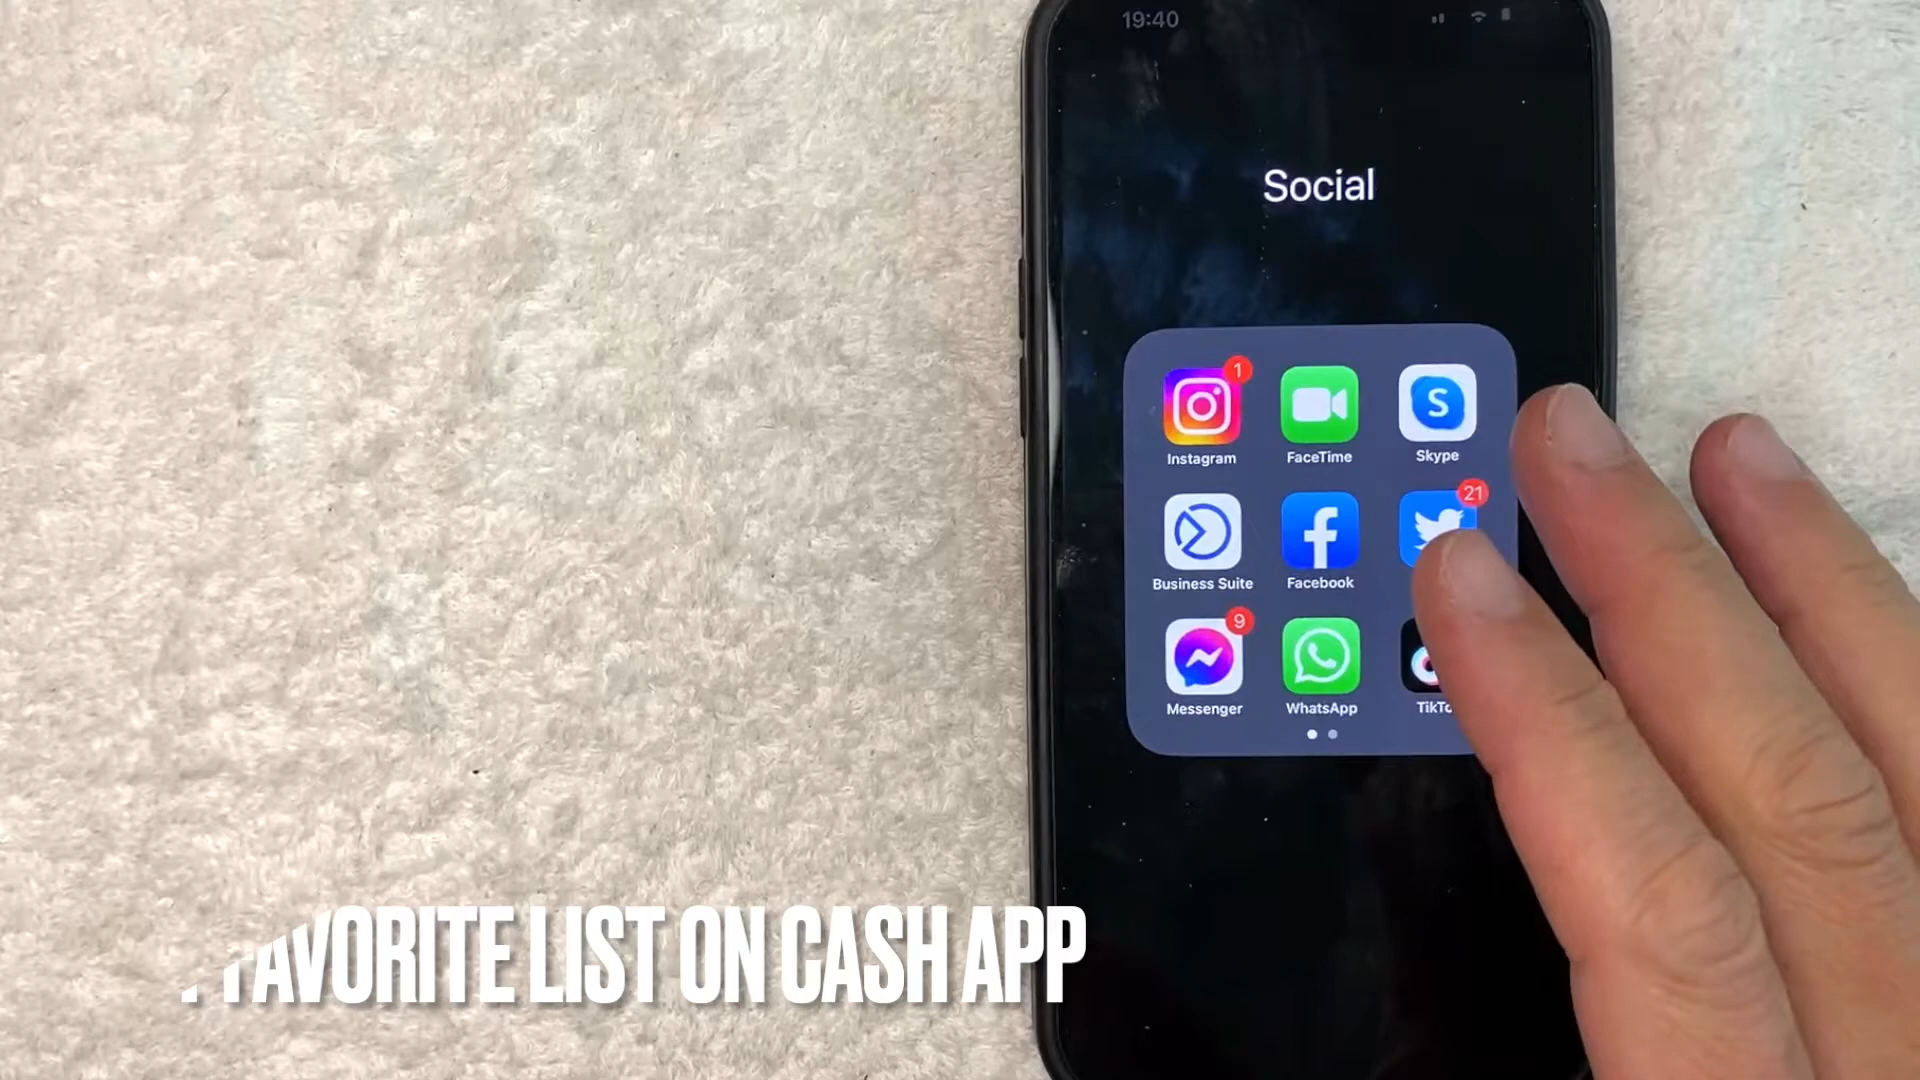 19:40
Social
1
Instagram
FaceTime
S
Skype
21
Business Suite
f
Facebook
9
Messenger
WhatsApp
FAVORITE LIST ON CASH APP